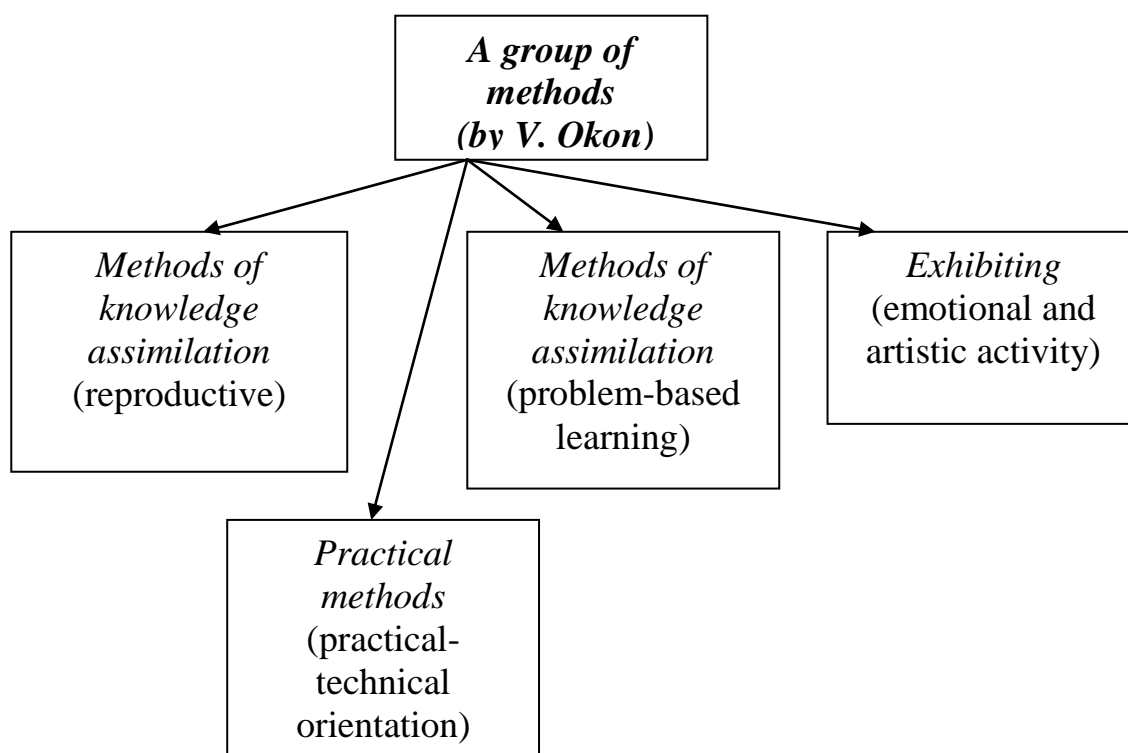 A group of
methods
(by V. Okon)
Methods of
knowledge
assimilation
(reproductive)
Methods of
knowledge
assimilation
(problem-based
learning)
Exhibiting
(emotional and
artistic activity)
Practical
methods
(practical-
technical
orientation)